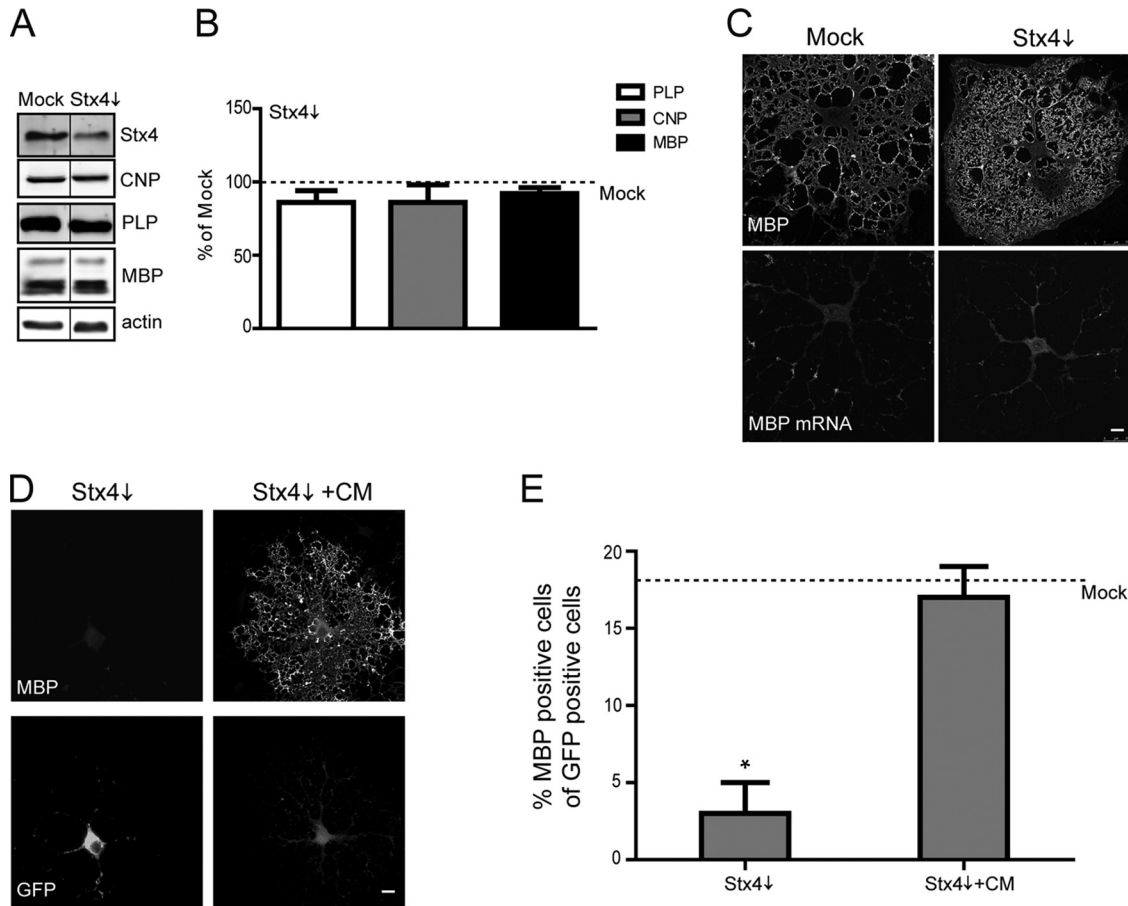 A
Mock Stx4↓
Stx4
CNP
PLP
MBP
actin
B
% of Mock
150
100
50
0
Stx4↓
Mock
PLP
CNP
MBP
C
Mock
Stx4↓
MBP
MBP mRNA
D
Stx4↓
Stx4↓ +CM
MBP
GFP
E
% MBP positive cells
of GFP positive cells
20
15
10
5
0
*
Mock
Stx4↓
Stx4↓+CM